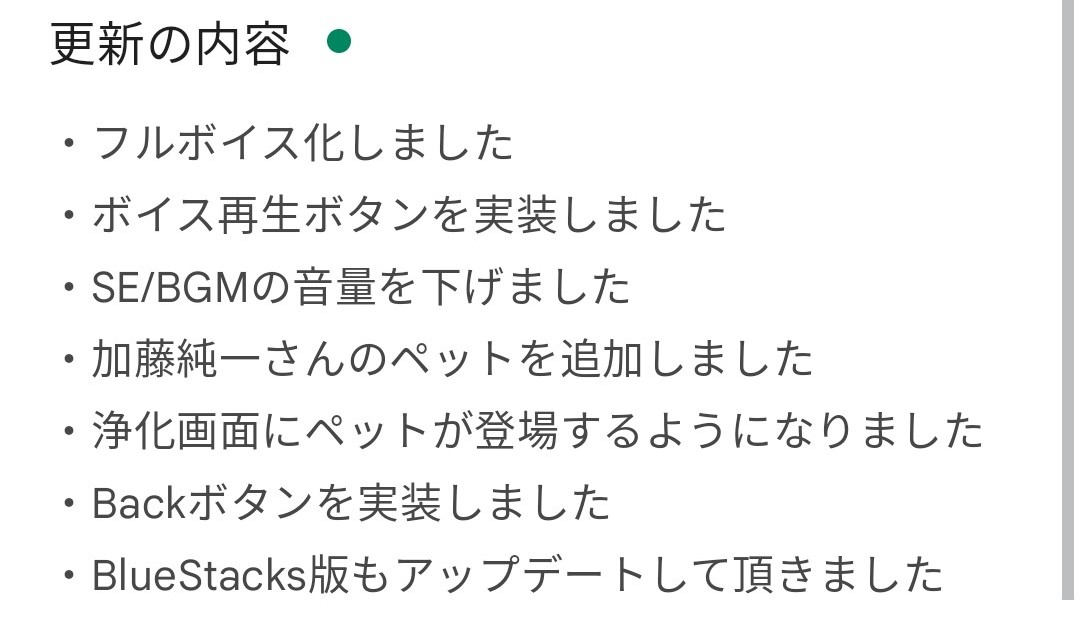 更新の内容
・フルボイス化しました
・ボイス再生ボタンを実装しました
・SE/BGMの音量を下げました
・加藤純一さんのペットを追加しました
・浄化画面にペットが登場するようになりました
・Backボタンを実装しました
・BlueStacks版もアップデートして頂きました